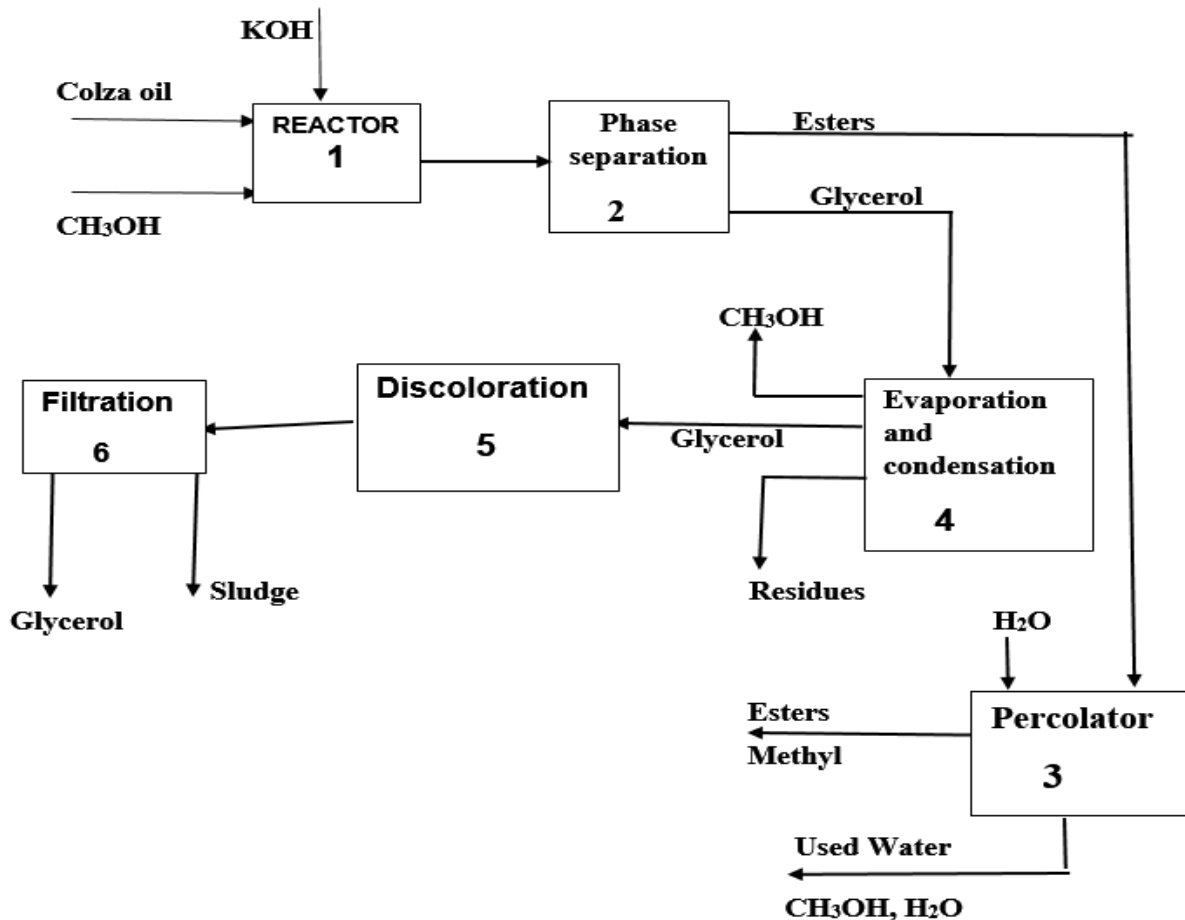 KOH
Colza oil
REACTOR
1
CH₃OH
Phase
separation
2
Esters
Glycerol
CH₃OH
Evaporation
and
condensation
4
Glycerol
Residues
Discoloration
5
Filtration
6
Glycerol
Sludge
H₂O
Percolator
3
Esters
Methyl
Used Water
CH₃OH, H₂O